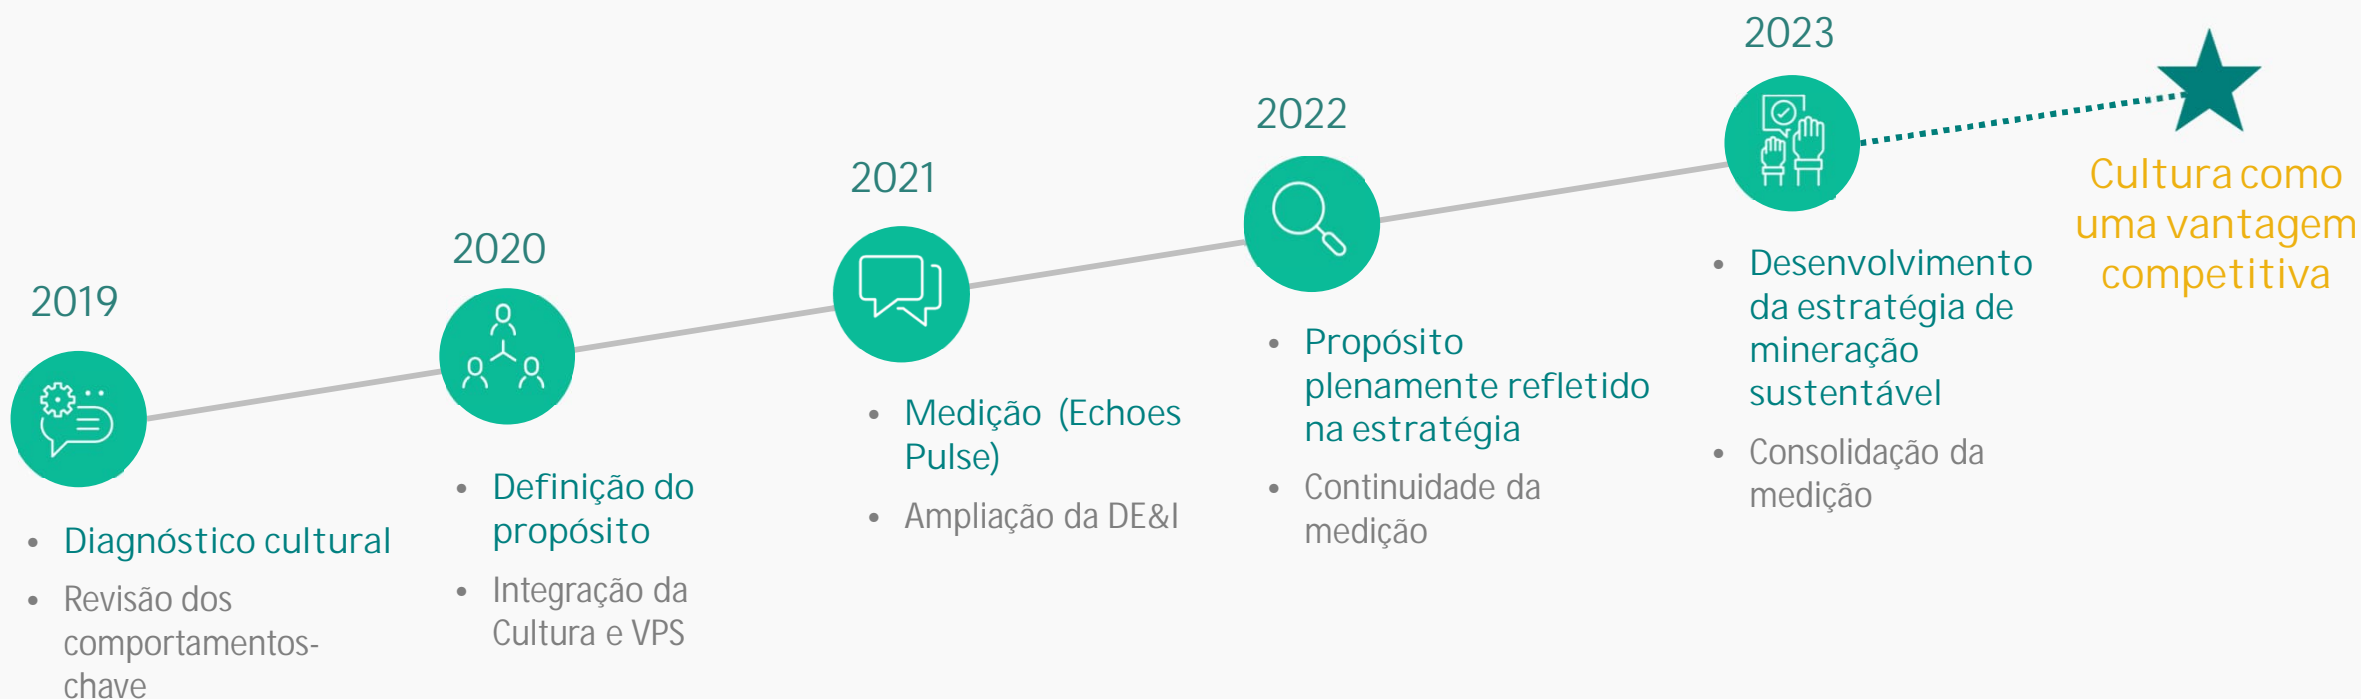 2019
• Diagnóstico cultural
• Revisão dos
comportamentos-
chave
2020
• Definição do
propósito
• Integração da
Cultura e VPS
2021
• Medição (Echoes
Pulse)
• Ampliação da DE&I
2022
• Propósito
plenamente refletido
na estratégia
• Continuidade da
medição
2023
• Desenvolvimento
da estratégia de
mineração
sustentável
• Consolidação da
medição
Cultura como
uma vantagem
competitiva